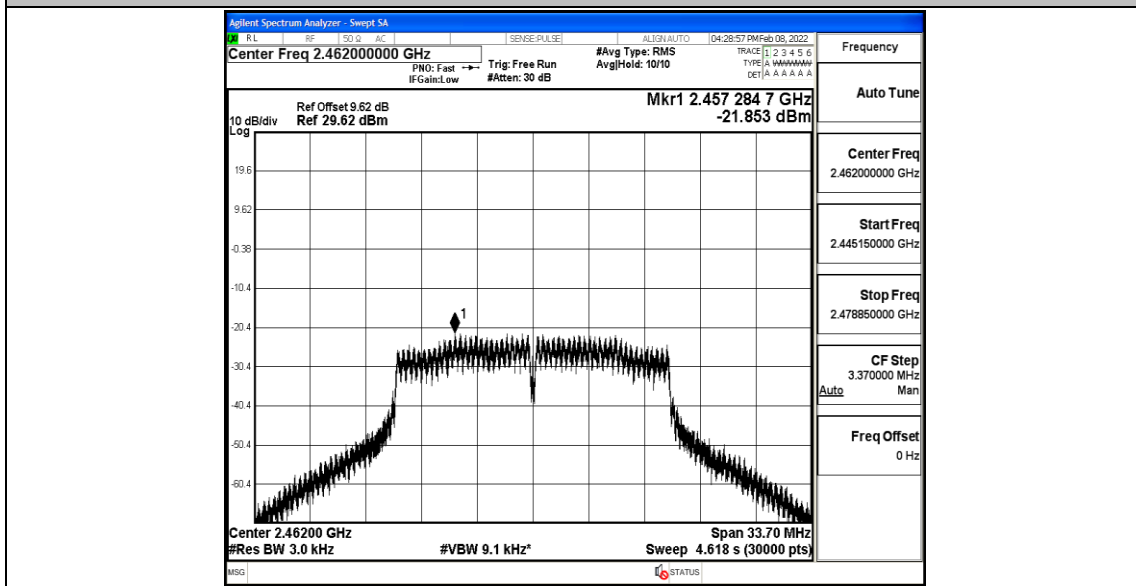 Agilent Spectrum Analyzer - Swept SA
RL RF 50 Ω AC SENSE:PULSE ALIGN AUTO 04:28:57 PM Feb 08, 2022
Center Freq 2.462000000 GHz
PNO: Fast
IFGain:Low
Trig: Free Run
#Atten: 30 dB
#Avg Type: RMS
Avg|Hold: 10/10
TRACE 1 2 3 4 5 6
TYPE A WWWWW
DET A A A A A A
Ref Offset 9.62 dB
10 dB/div Ref 29.62 dBm
Log
Mkr1 2.457 284 7 GHz
-21.853 dBm
19.6
9.62
-0.38
-10.4
-20.4
-30.4
-40.4
-50.4
-60.4
1
Center 2.46200 GHz Span 33.70 MHz
#Res BW 3.0 kHz #VBW 9.1 kHz* Sweep 4.618 s (30000 pts)
MSG STATUS
Frequency
Auto Tune
Center Freq
2.462000000 GHz
Start Freq
2.445150000 GHz
Stop Freq
2.478850000 GHz
CF Step
3.370000 MHz
Auto Man
Freq Offset
0 Hz